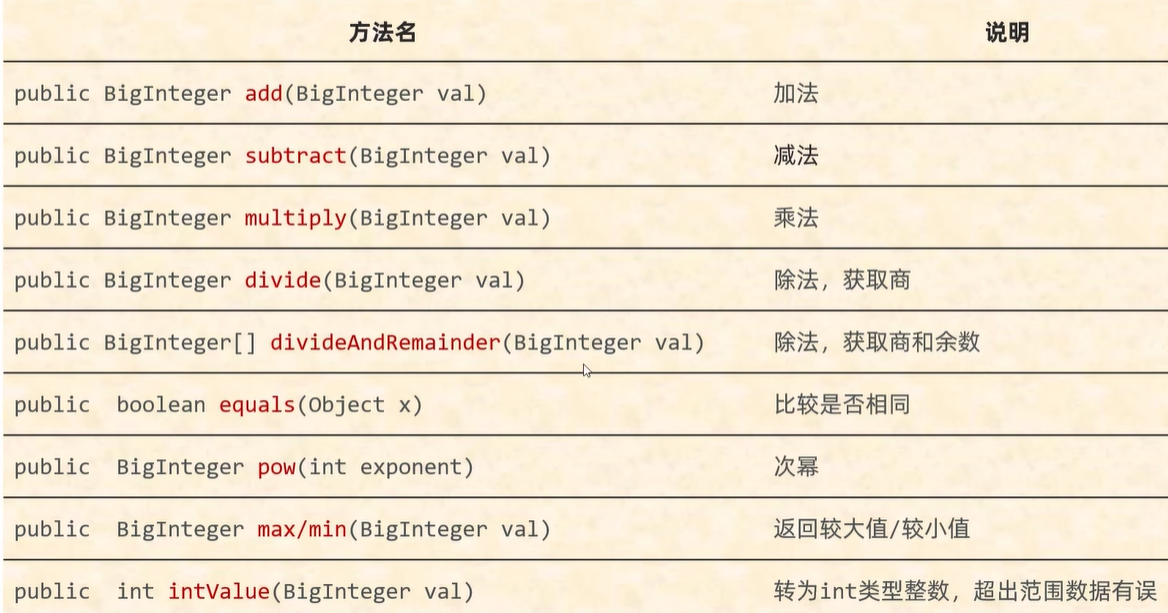 方法名 说明
public BigInteger add(BigInteger val) 加法
public BigInteger subtract(BigInteger val) 减法
public BigInteger multiply(BigInteger val) 乘法
public BigInteger divide(BigInteger val) 除法，获取商
public BigInteger[] divideAndRemainder(BigInteger val) 除法，获取商和余数
public  boolean equals(Object x) 比较是否相同
public  BigInteger pow(int exponent) 次幂
public  BigInteger max/min(BigInteger val) 返回较大值/较小值
public  int intValue(BigInteger val) 转为int类型整数，超出范围数据有误